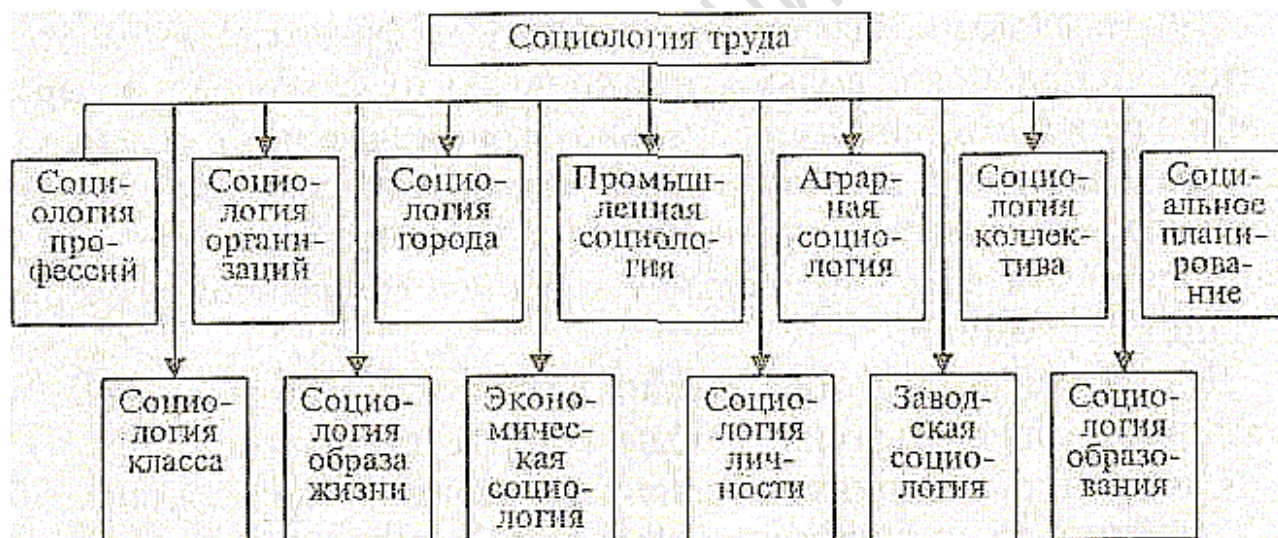 Социология труда
Соци-
ология
про-
фессий
Социо-
логия
органи-
заций
Социо-
логия
города
Промыш-
ленная
социоло-
гия
Аграр-
ная
социо-
логия
Социо-
логия
коллек-
тива
Соци-
альное
плани-
рова-
ние
Социо-
логия
класса
Социо-
логия
образа
жизни
Эконо-
мичес-
кая
социо-
логия
Социо-
логия
лич-
ности
Завод-
ская
социо-
логия
Социо-
логия
образо-
вания